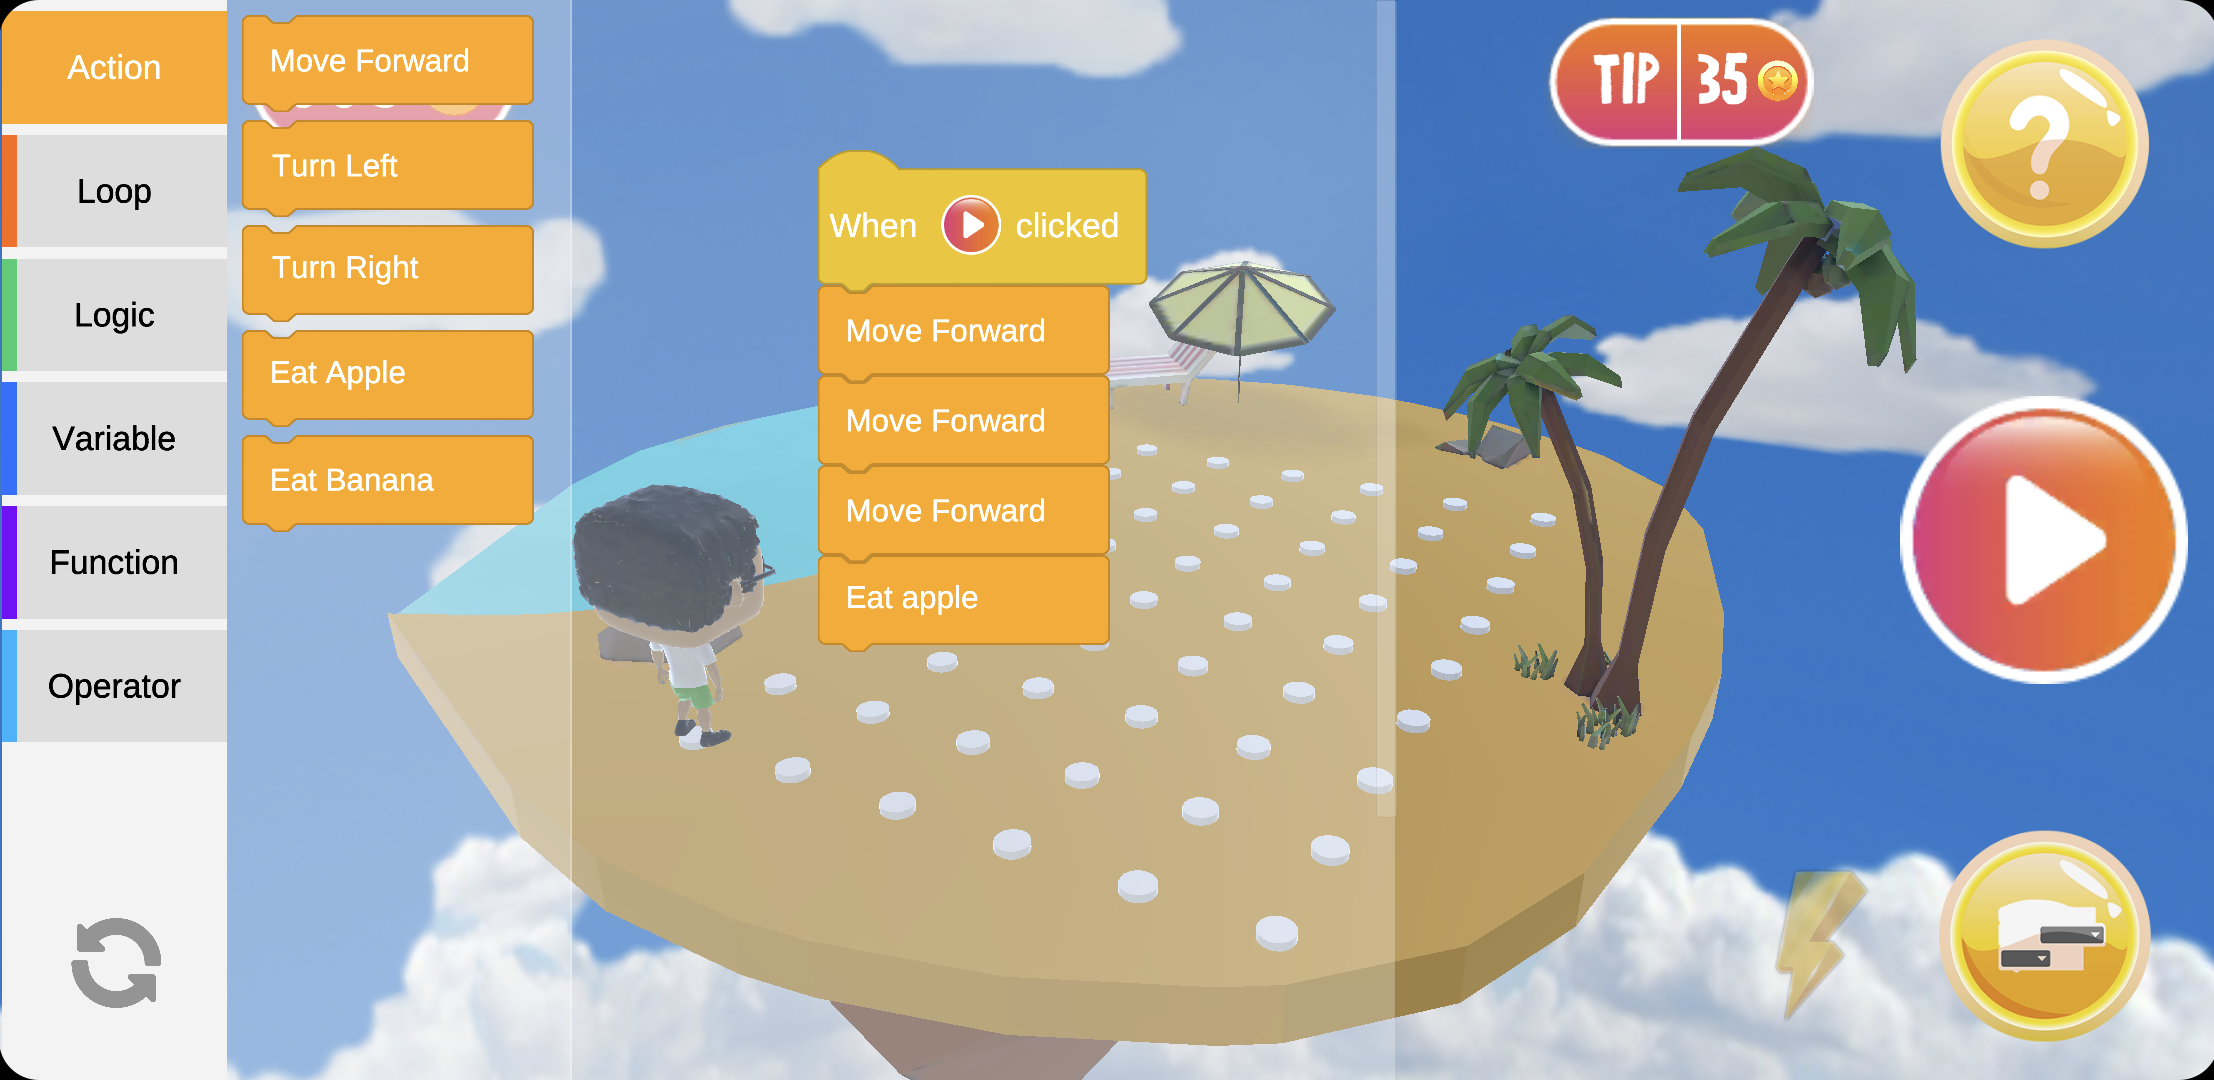 Action
Loop
Logic
Variable
Function
Operator
Move Forward
Turn Left
Turn Right
Eat Apple
Eat Banana
When clicked
Move Forward
Move Forward
Move Forward
Eat apple
TIP 35
?